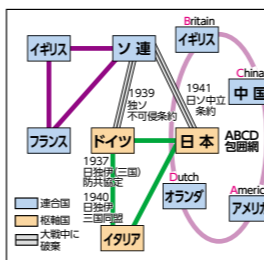 Britain
イギリス
ソ連
イギリス
China
中国
1939
独ソ
不可侵条約
1941
日ソ中立
条約
フランス
ドイツ
日本
ABCD
包囲網
1937
日独伊(三国)
防共協定
1940
日独伊
三国同盟
Dutch
オランダ
Americ
アメリカ
イタリア
連合国
枢軸国
大戦中に
破棄